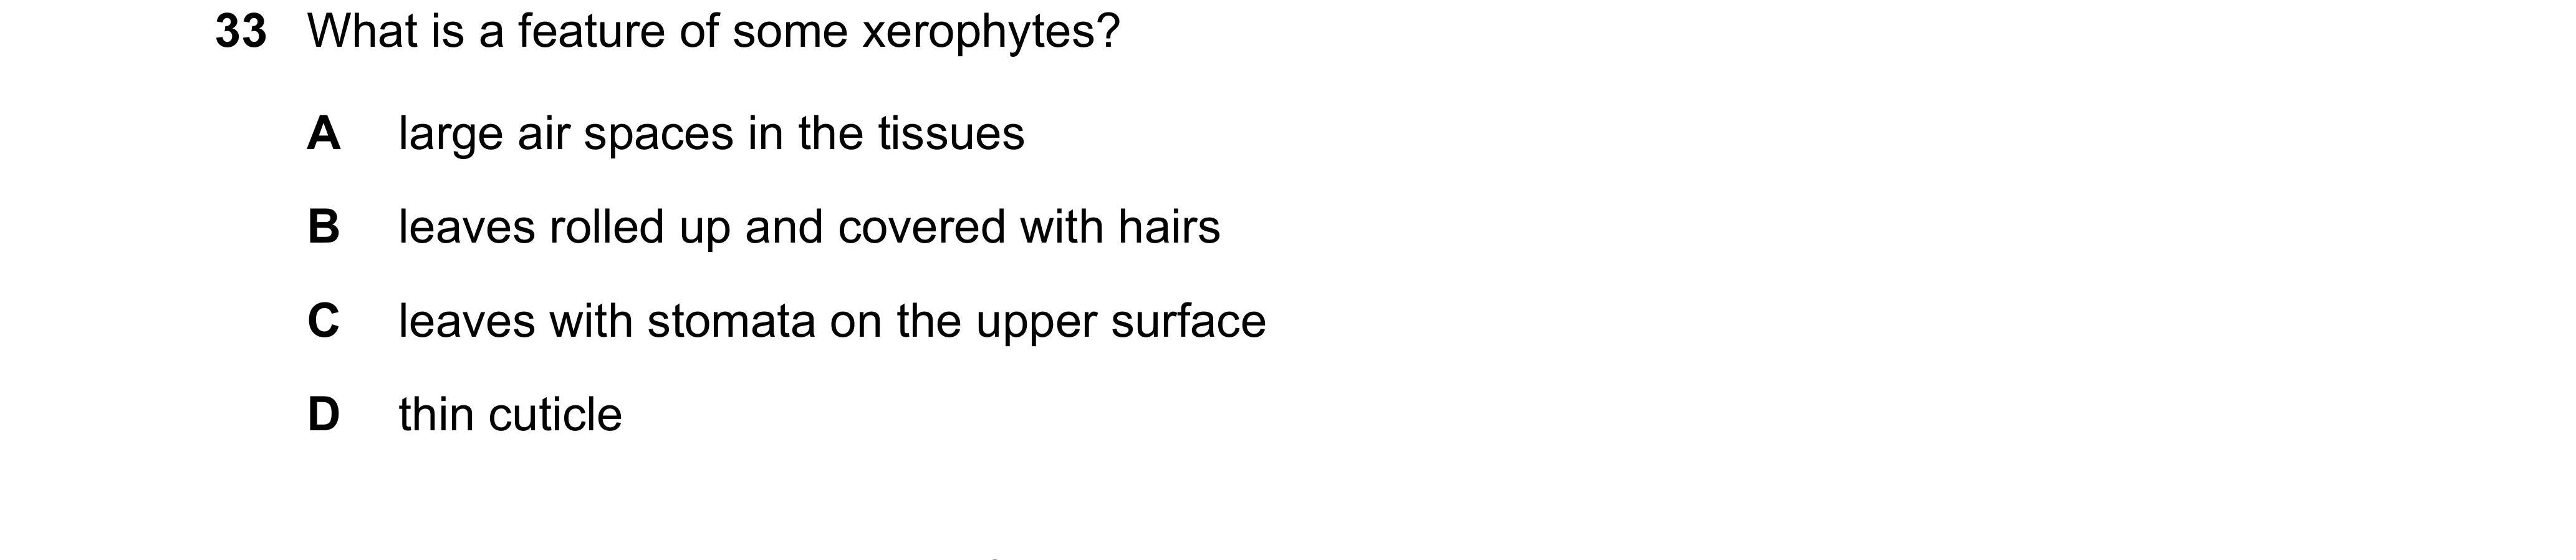 33 What is a feature of some xerophytes?
A large air spaces in the tissues
B leaves rolled up and covered with hairs
C leaves with stomata on the upper surface
D thin cuticle